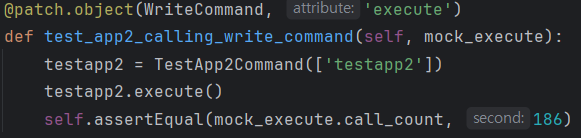 @patch.object(WriteCommand, attribute: 'execute')
def test_app2_calling_write_command(self, mock_execute):
    testapp2 = TestApp2Command(['testapp2'])
    testapp2.execute()
    self.assertEqual(mock_execute.call_count, second: 186)